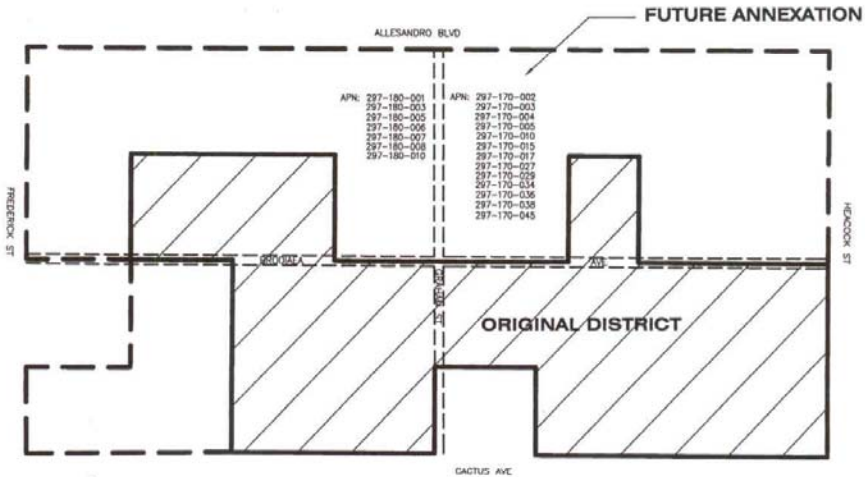 FUTURE ANNEXATION
ALLESANDRO BLVD
APN: 297-180-001
297-180-003
297-180-005
297-180-006
297-180-007
297-180-008
297-180-010
APN: 297-170-002
297-170-003
297-170-004
297-170-005
297-170-010
297-170-015
297-170-017
297-170-027
297-170-029
297-170-034
297-170-036
297-170-038
297-170-045
FREDERICK ST
HEACOCK ST
AVE
ORIGINAL DISTRICT
CACTUS AVE